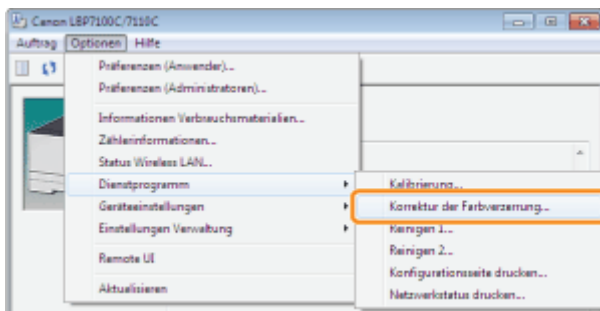 Canon LBP7100C/7110C
Auftrag Optionen Hilfe
Präferenzen (Anwender)...
Präferenzen (Administratoren)...
Informationen Verbrauchsmaterialien...
Zählerinformationen...
Status Wireless LAN...
Dienstprogramm
Geräteeinstellungen
Einstellungen Verwaltung
Remote UI
Aktualisieren
Kalibrierung...
Korrektur der Farbverzerrung...
Reinigen 1...
Reinigen 2...
Konfigurationsseite drucken...
Netzwerkstatus drucken...